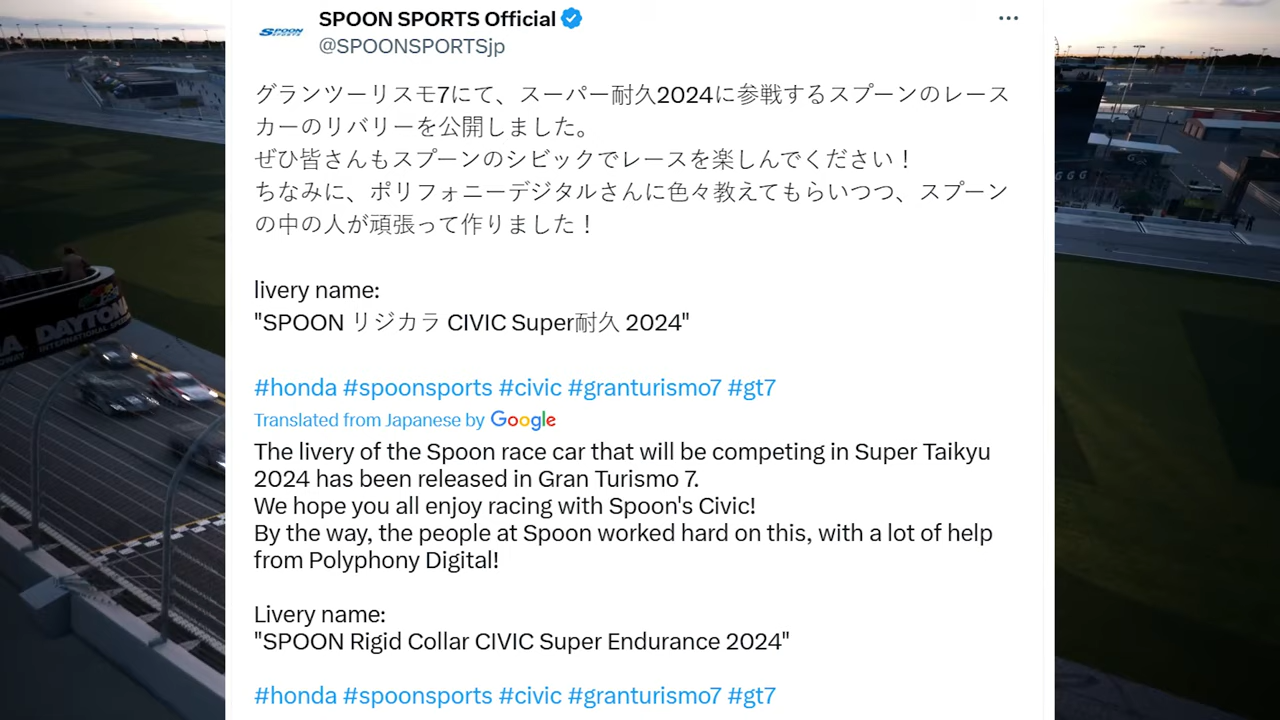 SPOON SPORTS Official
@SPOONSPORTSjp
SPOON
グランツーリスモ7にて、スーパー耐久2024に参戦するスプーンのレース
カーのリバリーを公開しました。
ぜひ皆さんもスプーンのシビックでレースを楽しんでください！
ちなみに、ポリフォニーデジタルさんに色々教えてもらいつつ、スプーン
の中の人が頑張って作りました！
livery name:
"SPOON リジカラ CIVIC Super耐久 2024"
#honda #spoonsports #civic #granturismo7 #gt7
Translated from Japanese by Google
The livery of the Spoon race car that will be competing in Super Taikyu
2024 has been released in Gran Turismo 7.
We hope you all enjoy racing with Spoon's Civic!
By the way, the people at Spoon worked hard on this, with a lot of help
from Polyphony Digital!
Livery name:
"SPOON Rigid Collar CIVIC Super Endurance 2024"
#honda #spoonsports #civic #granturismo7 #gt7
DAYTONA
INTERNATIONAL SPEEDWAY